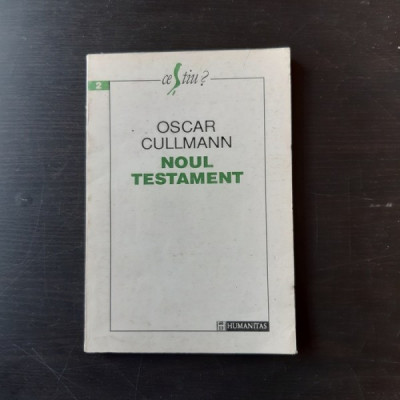 ce Știu?
2
OSCAR
CULLMANN
NOUL
TESTAMENT
HUMANITAS